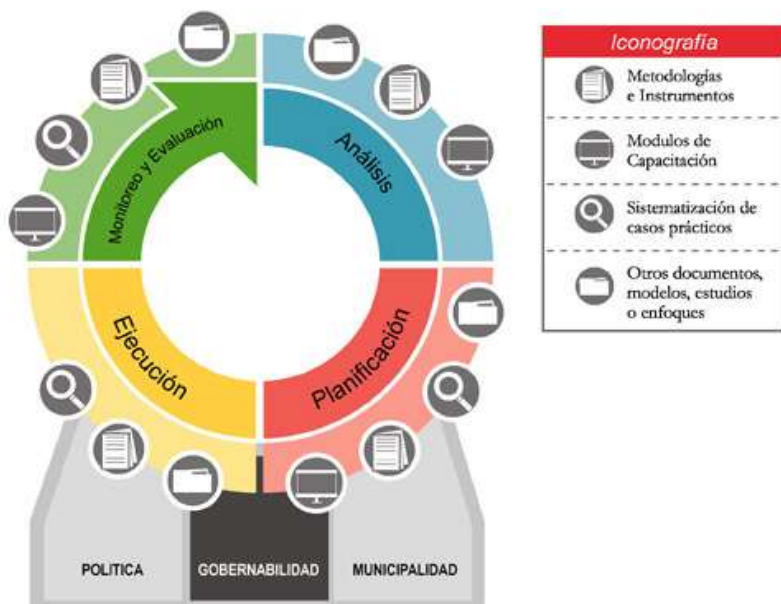 Monitoreo y Evaluación
Análisis
Ejecución
Planificación
POLITICA
GOBERNABILIDAD
MUNICIPALIDAD
Iconografía
Metodologías
e Instrumentos
Modulos de
Capacitación
Sistematización de
casos prácticos
Otros documentos,
modelos, estudios
o enfoques